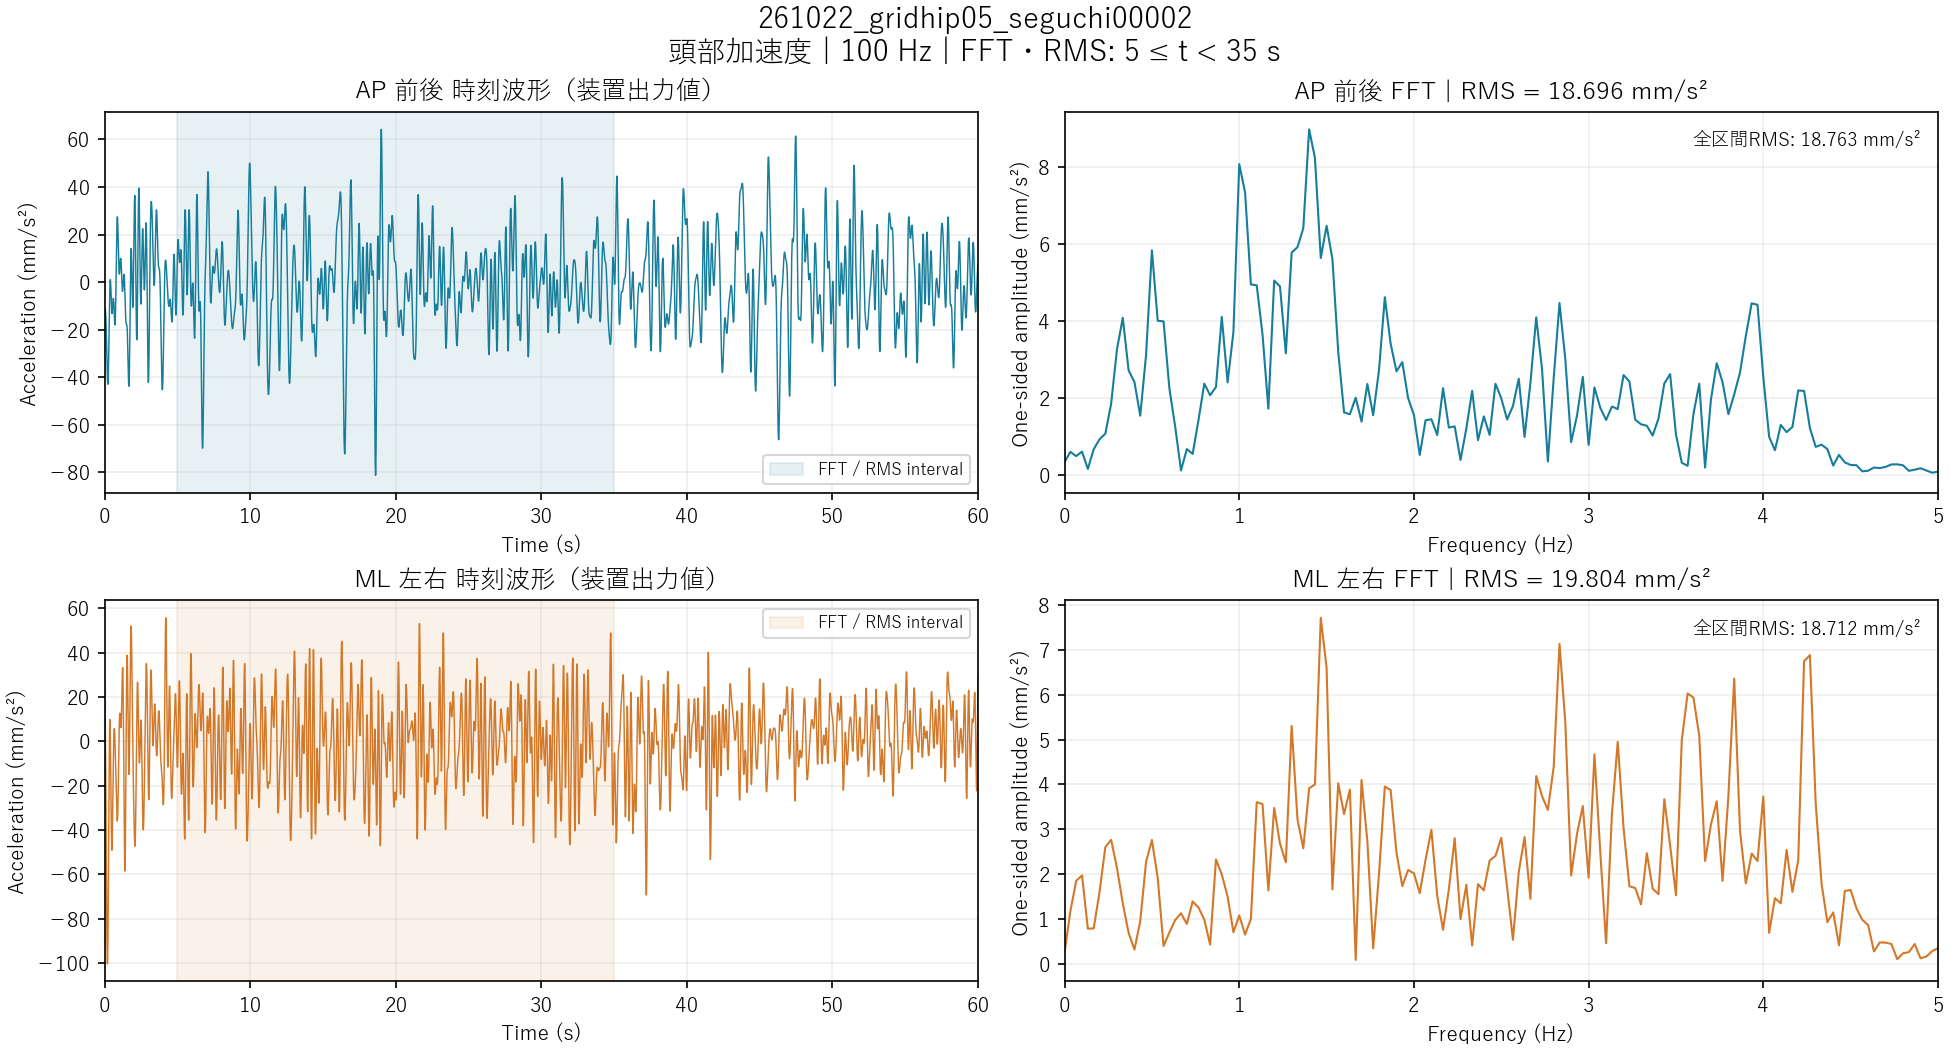 261022_gridhip05_seguchi00002
頭部加速度 | 100 Hz | FFT・RMS: 5 ≤ t < 35 s
AP 前後 時刻波形（装置出力値）
60
40
20
0
−20
−40
−60
−80
Acceleration (mm/s²)
FFT / RMS interval
0 10 20 30 40 50 60
Time (s)
AP 前後 FFT | RMS = 18.696 mm/s²
全区間RMS: 18.763 mm/s²
8
6
4
2
0
One-sided amplitude (mm/s²)
0 1 2 3 4 5
Frequency (Hz)
ML 左右 時刻波形（装置出力値）
FFT / RMS interval
60
40
20
0
−20
−40
−60
−80
−100
Acceleration (mm/s²)
0 10 20 30 40 50 60
Time (s)
ML 左右 FFT | RMS = 19.804 mm/s²
全区間RMS: 18.712 mm/s²
8
7
6
5
4
3
2
1
0
One-sided amplitude (mm/s²)
0 1 2 3 4 5
Frequency (Hz)